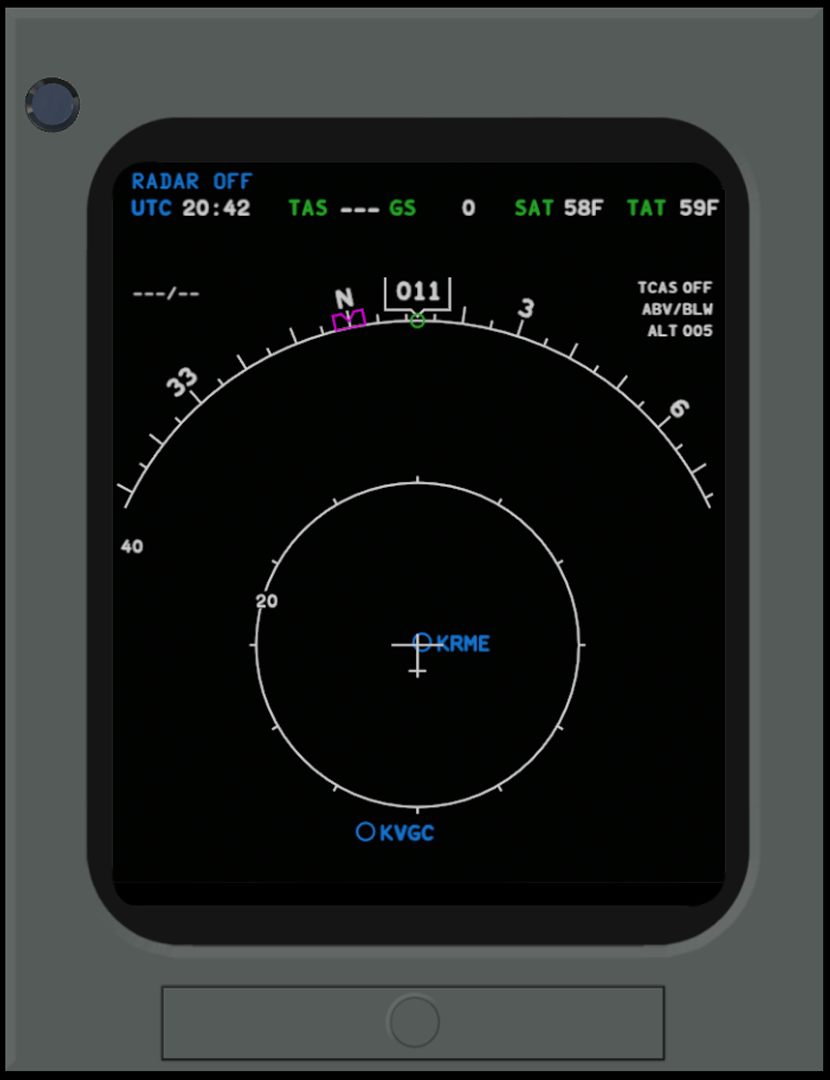 RADAR OFF
UTC 20:42 TAS --- GS 0 SAT 58F TAT 59F
---/--
TCAS OFF
ABV/BLW
ALT 005
33 N 011 3 6
40
20
KRME
KVGC